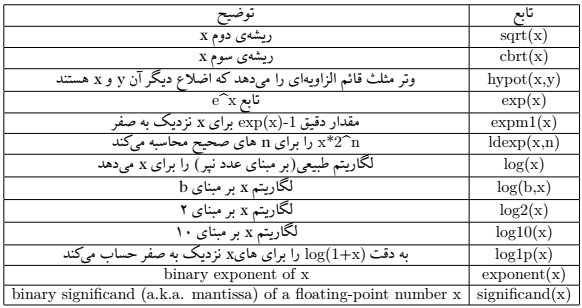 تابع توضیح
sqrt(x) ریشه‌ی دوم x
cbrt(x) ریشه‌ی سوم x
hypot(x,y) وتر مثلث قائم الزاویه‌ای را می‌دهد که اضلاع دیگر آن y و x هستند
exp(x) تابع e^x
expm1(x) مقدار دقیق exp(x)-1 برای x نزدیک به صفر
ldexp(x,n) x*2^n را برای n های صحیح محاسبه می‌کند
log(x) لگاریتم طبیعی(بر مبنای عدد نپر) را برای x می‌دهد
log(b,x) لگاریتم x بر مبنای b
log2(x) لگاریتم x بر مبنای ۲
log10(x) لگاریتم x بر مبنای ۱۰
log1p(x) به دقت log(1+x) را برای xهای نزدیک به صفر حساب می‌کند
exponent(x) binary exponent of x
significand(x) binary significand (a.k.a. mantissa) of a floating-point number x